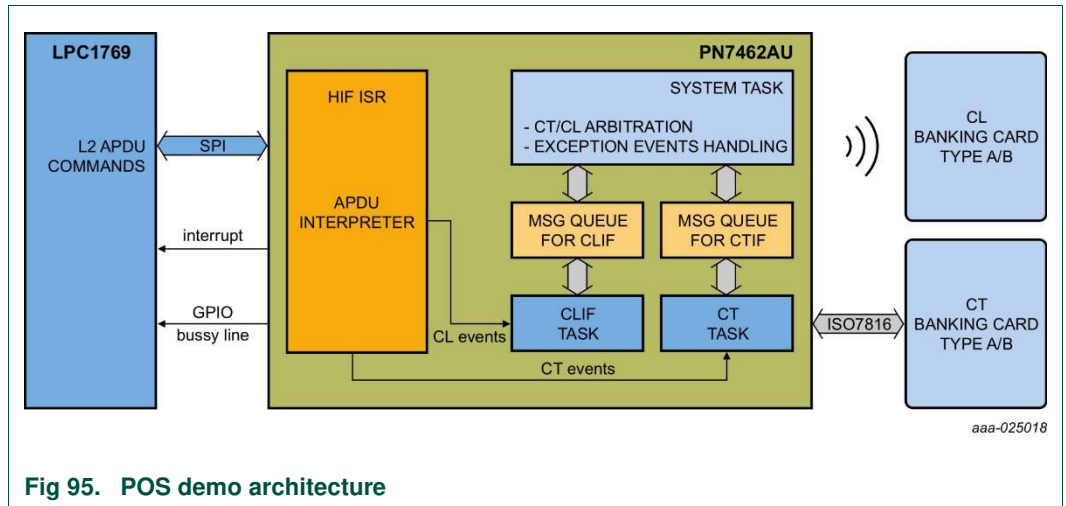 LPC1769
L2 APDU
COMMANDS
SPI
interrupt
GPIO
bussy line
PN7462AU
HIF ISR
APDU
INTERPRETER
SYSTEM TASK
- CT/CL ARBITRATION
- EXCEPTION EVENTS HANDLING
MSG QUEUE
FOR CLIF
MSG QUEUE
FOR CTIF
CLIF
TASK
CT
TASK
CL events
CT events
ISO7816
CL
BANKING CARD
TYPE A/B
CT
BANKING CARD
TYPE A/B
aaa-025018
Fig 95. POS demo architecture